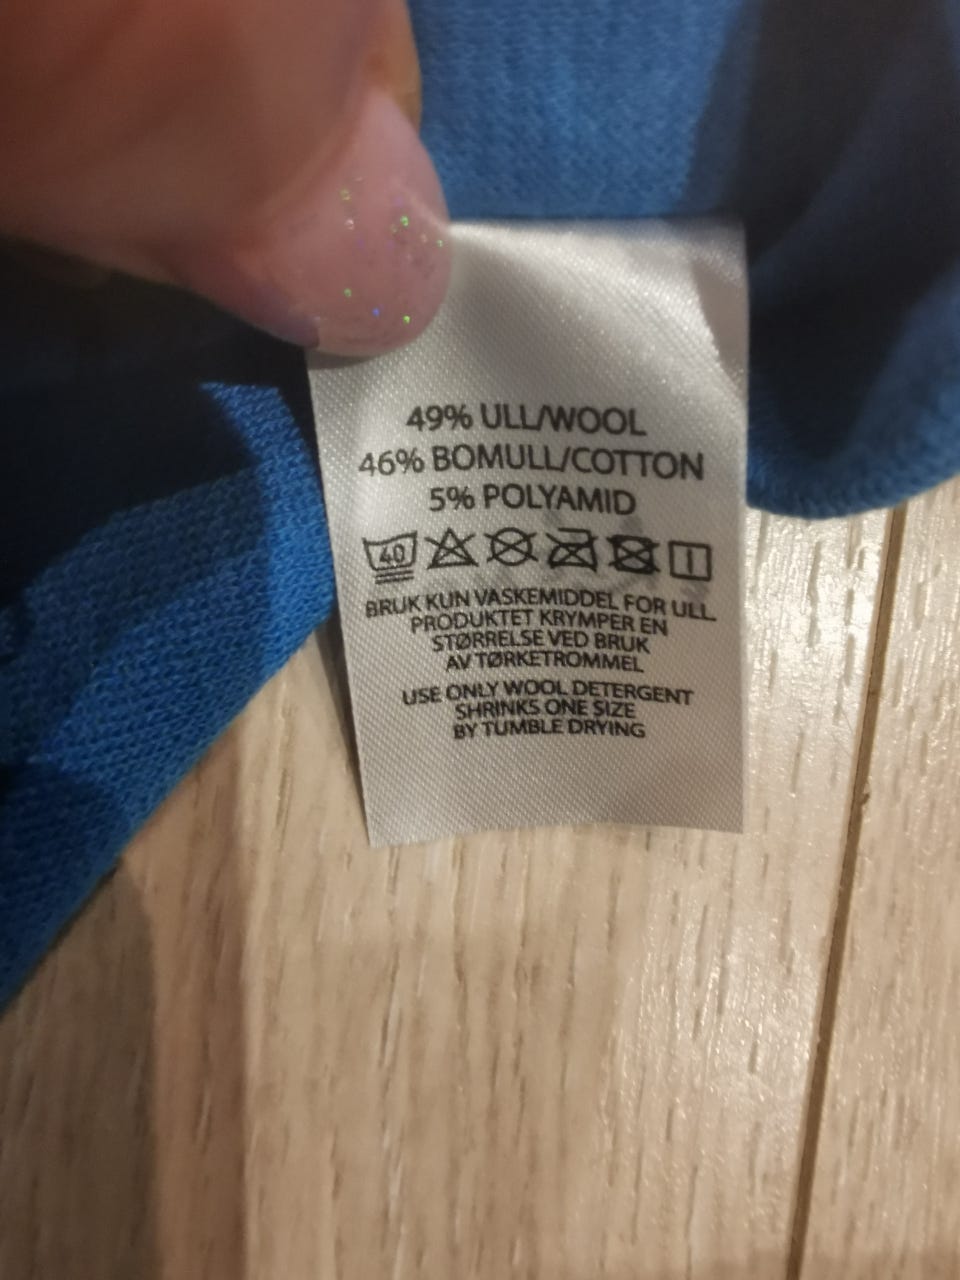 49% ULL/WOOL
46% BOMULL/COTTON
5% POLYAMID
40
BRUK KUN VASKEMIDDEL FOR ULL
PRODUKTET KRYMPER EN
STØRRELSE VED BRUK
AV TØRKETROMMEL
USE ONLY WOOL DETERGENT
SHRINKS ONE SIZE
BY TUMBLE DRYING